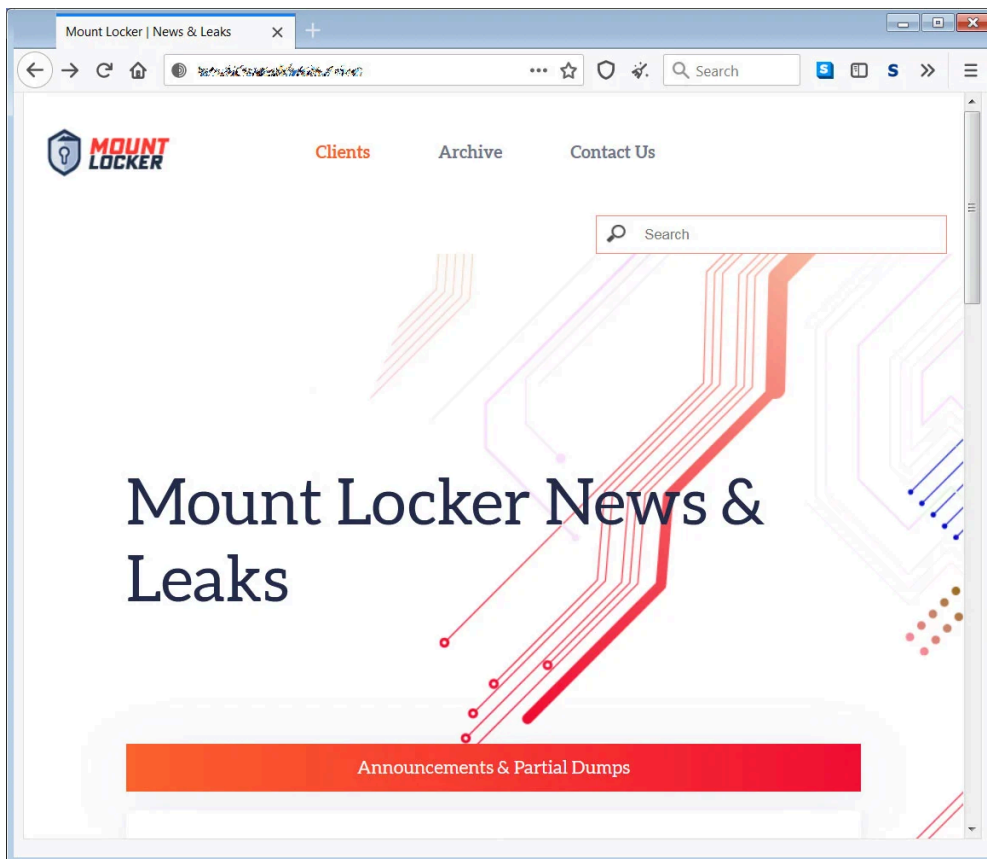 Mount Locker | News & Leaks
Search
S S
MOUNT
LOCKER
Clients Archive Contact Us
Search
Mount Locker News &
Leaks
Announcements & Partial Dumps